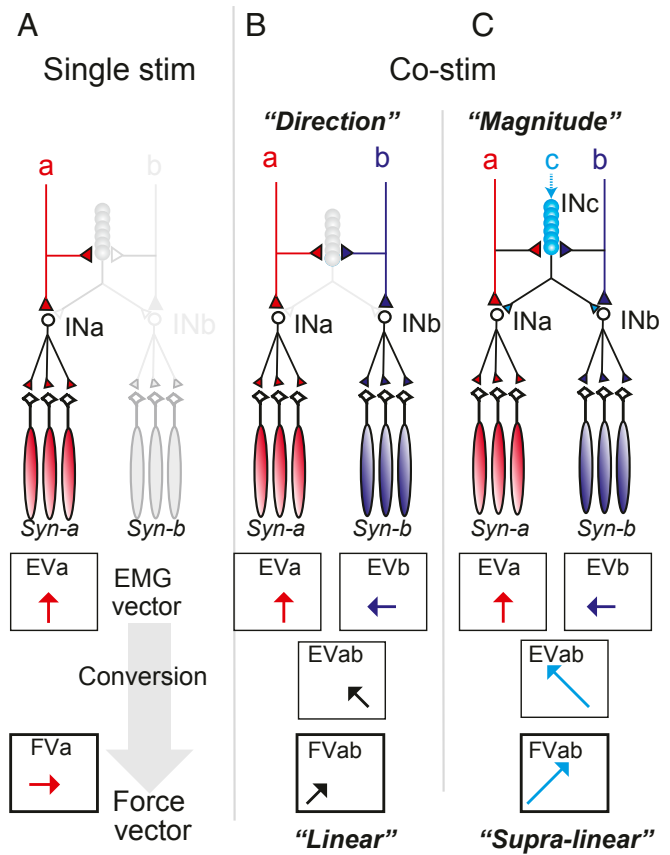 A
B
C
Single stim
Co-stim
“Direction”
“Magnitude”
a
b
a
b
a
c
b
INc
INa
INb
INa
INb
INa
INb
Syn-a
Syn-b
Syn-a
Syn-b
Syn-a
Syn-b
EVa
EMG
vector
EVa
EVb
EVa
EVb
Conversion
EVab
EVab
FVa
Force
vector
FVab
FVab
“Linear”
“Supra-linear”